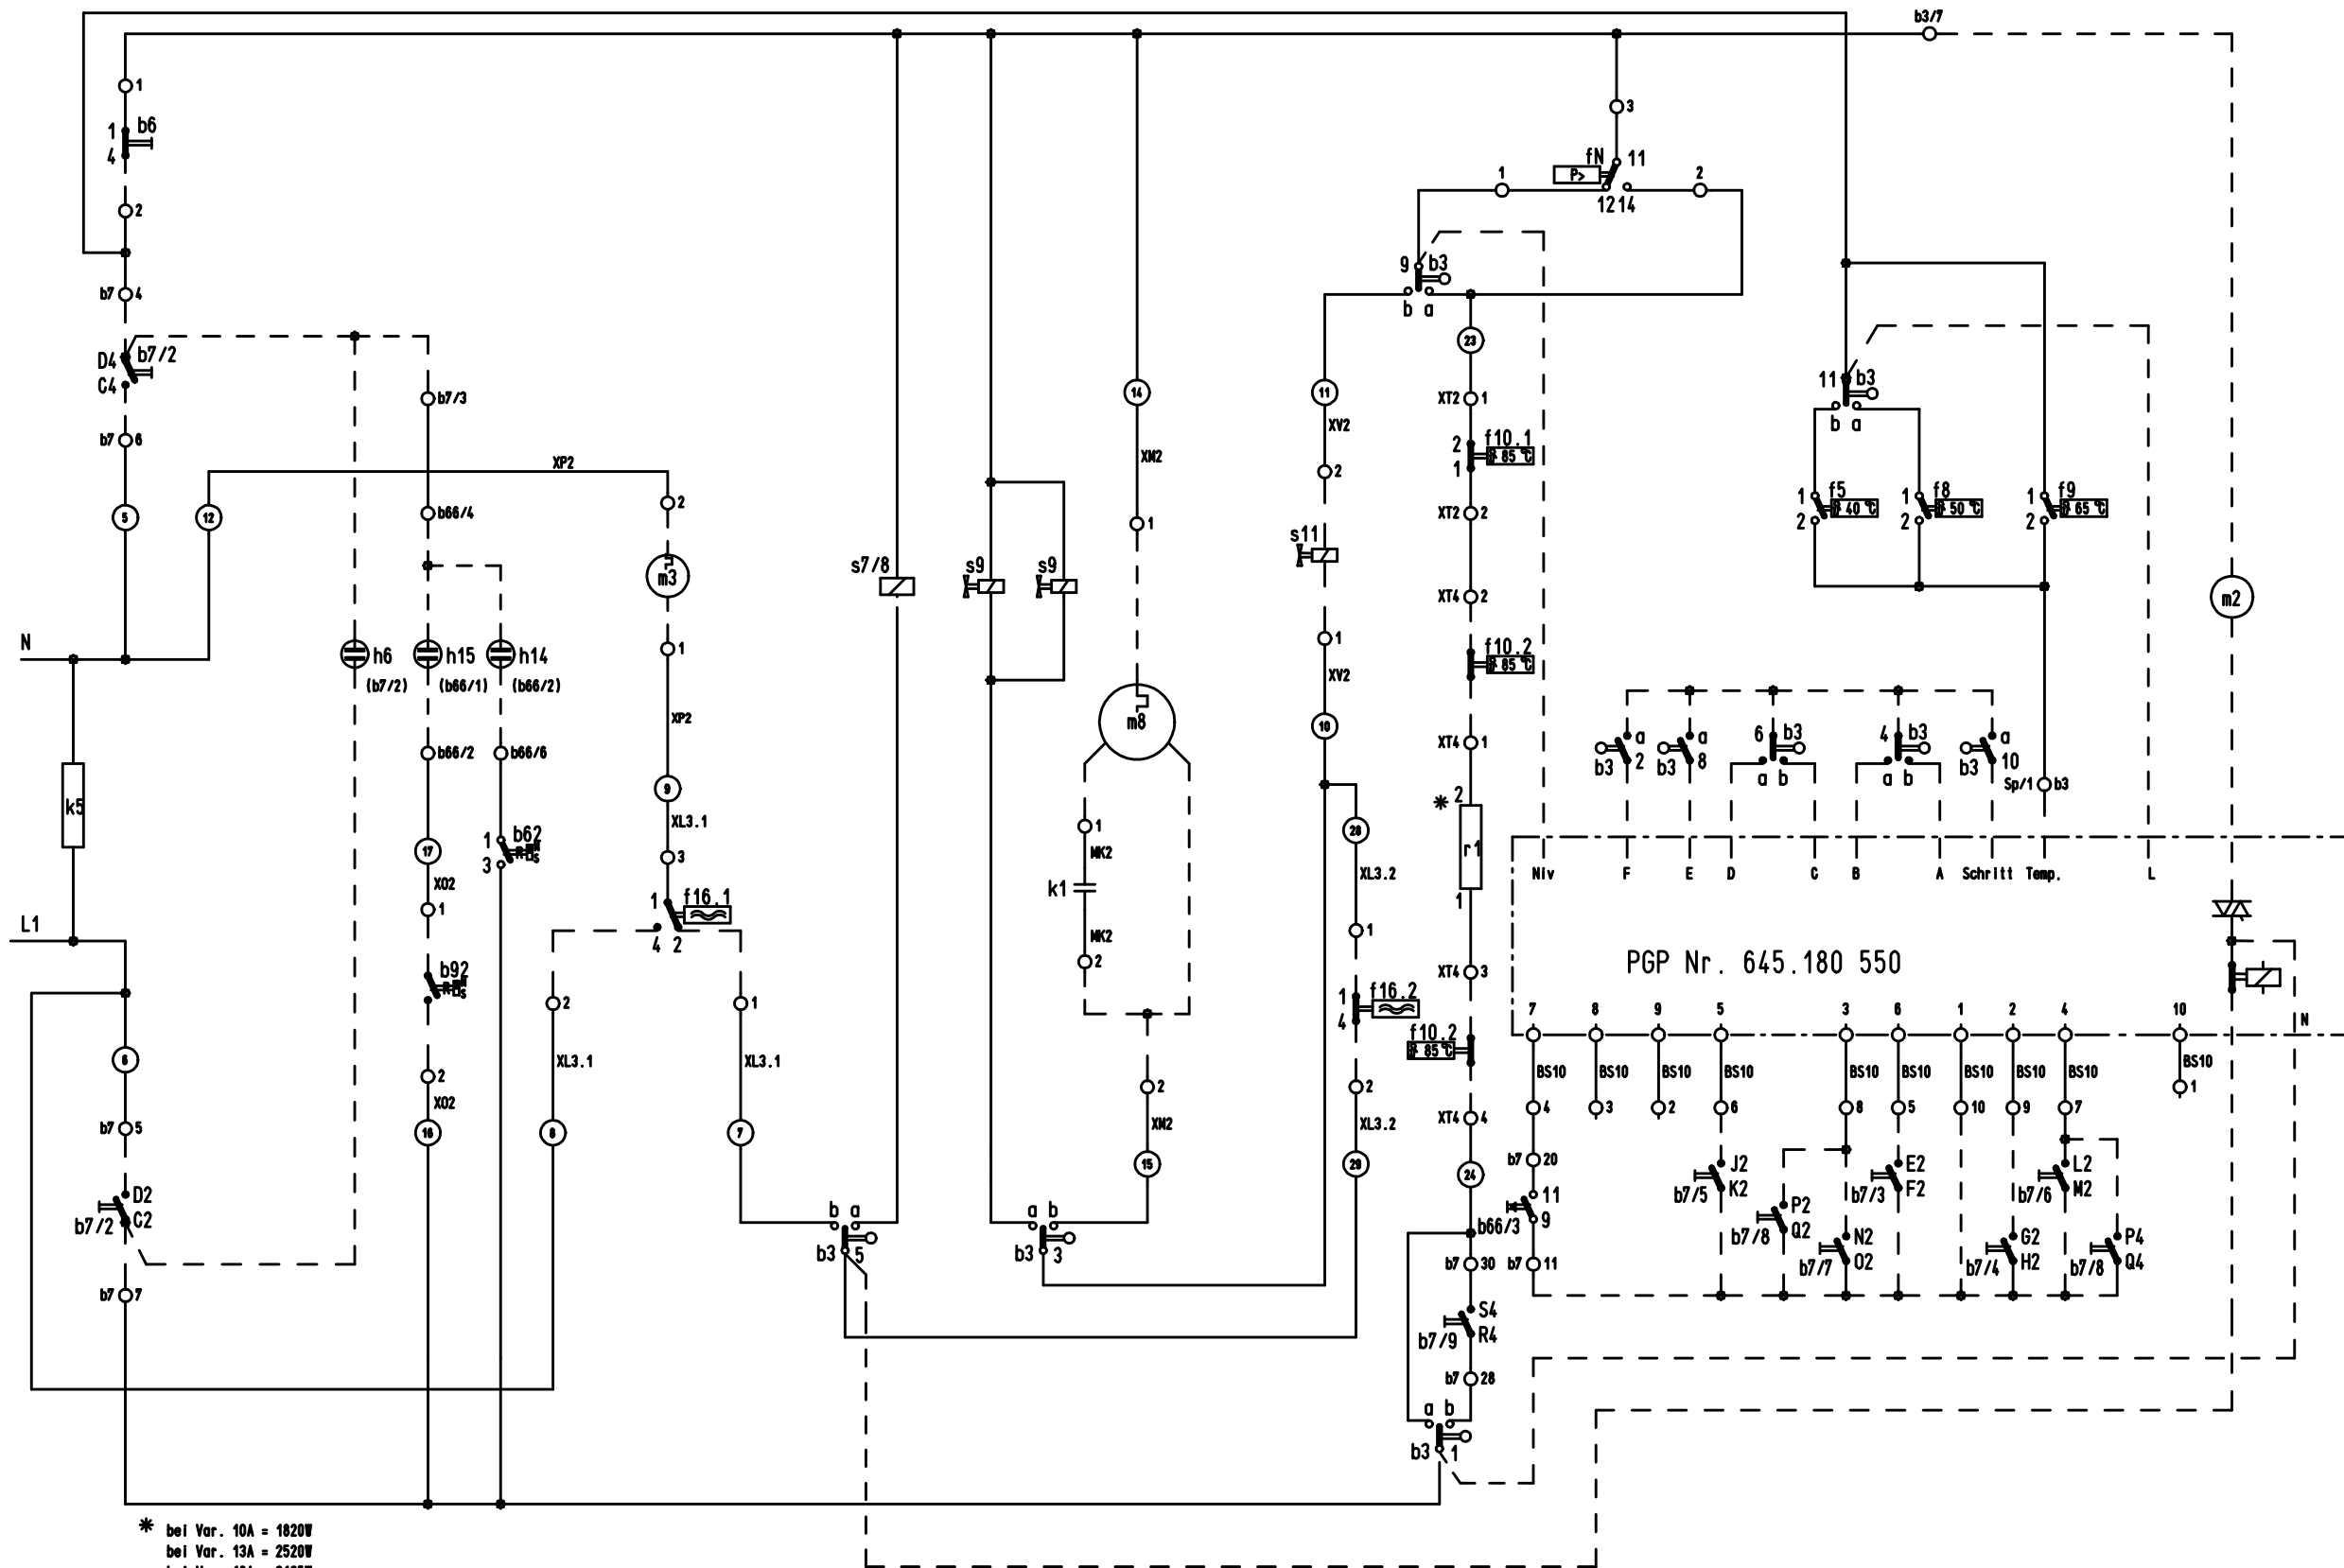 b3/7
1
3
1
b6
4
fN
11
P>
1
2
12
14
2
9
b3
b7
4
b
a
D4
b7/2
C4
23
11
b3
b7/3
14
11
XT2
1
b
a
b7
6
XV2
XP2
XM2
2
f10.1
85 °C
1
2
2
1
f5
40 °C
2
1
f8
50 °C
2
1
f9
65 °C
2
5
12
b66/4
1
XT2
2
s11
m3
s7/8
s9
s9
XT4
2
m2
N
h6
h15
h14
1
1
f10.2
85 °C
(b7/2)
(b66/1)
(b66/2)
XV2
XP2
m8
10
XT4
1
b66/2
b66/6
a
b3
2
a
b3
8
6
b3
a
b
4
b3
a
b
a
b3
10
Sp/1
b3
k5
9
2
XL3.1
1
28
r1
1
b62
3
17
3
MK2
XL3.2
Niv
F
E
D
C
B
A
Schritt
Temp.
L
XO2
k1
1
f16.1
1
1
4
2
L1
MK2
1
b92
2
XT4
3
PGP Nr. 645.180 550
2
1
1
f16.2
4
7
8
9
5
3
6
1
2
4
10
N
f10.2
85 °C
6
XL3.1
XL3.1
BS10
BS10
BS10
BS10
BS10
BS10
BS10
BS10
BS10
BS10
2
2
2
1
XO2
4
3
2
6
8
5
10
9
7
b7
5
16
8
7
XM2
XL3.2
XT4
4
15
29
24
b7
20
J2
b7/5
K2
E2
b7/3
F2
L2
b7/6
M2
D2
b7/2
C2
b
a
a
b
11
b66/3
9
P2
b7/8
Q2
b3
5
b3
3
b7
30
b7
11
N2
b7/7
O2
G2
b7/4
H2
P4
b7/8
Q4
b7
7
S4
b7/9
R4
b7
28
a
b
b3
1
bei Var. 10A = 1820W
bei Var. 13A = 2520W